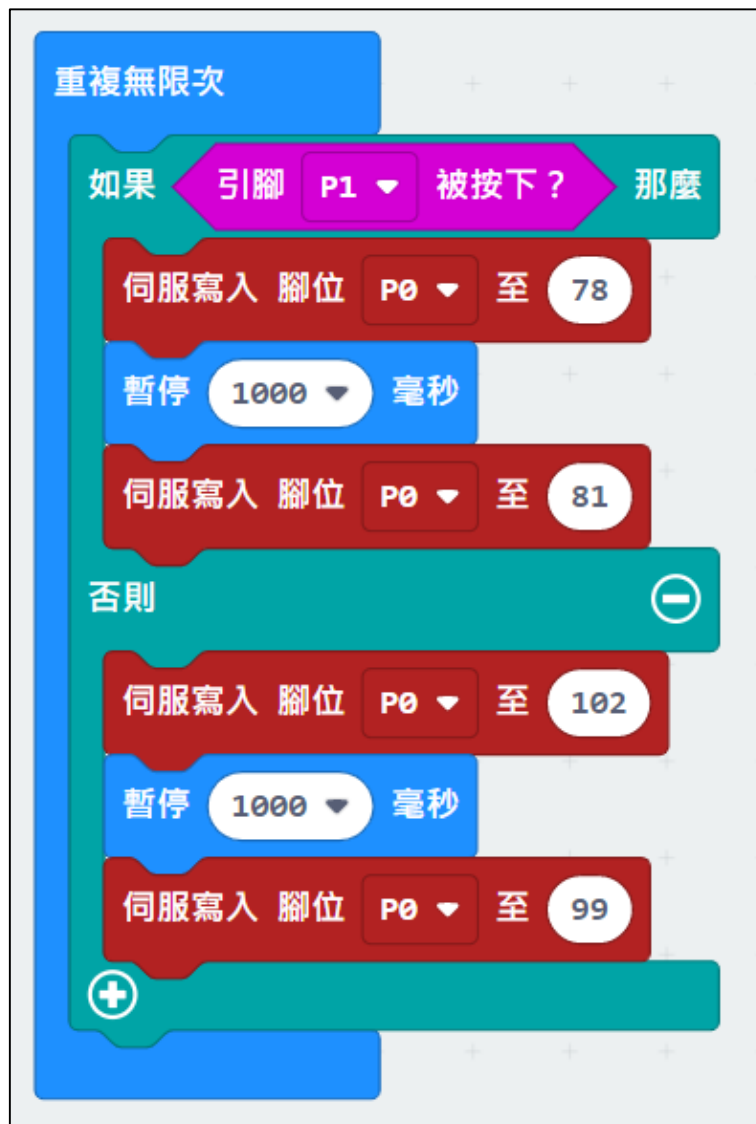 重複無限次
如果 引腳 P1 被按下？ 那麼
伺服寫入 腳位 P0 至 78
暫停 1000 毫秒
伺服寫入 腳位 P0 至 81
否則
伺服寫入 腳位 P0 至 102
暫停 1000 毫秒
伺服寫入 腳位 P0 至 99